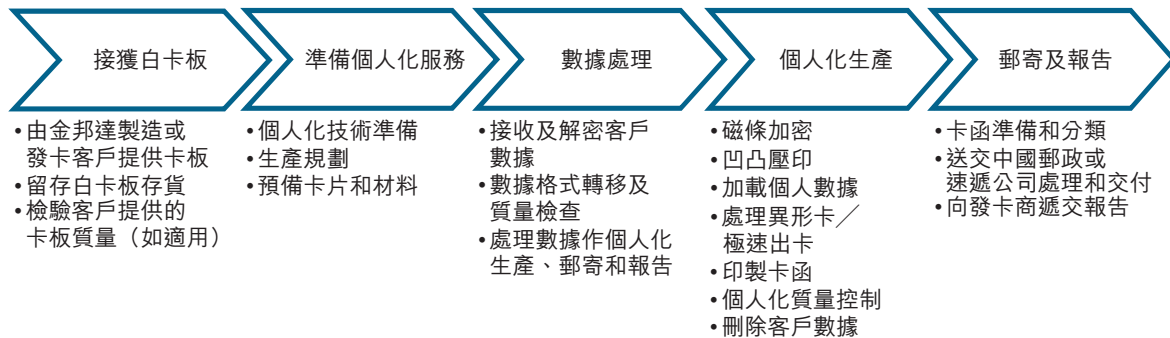 接獲白卡板
準備個人化服務
數據處理
個人化生產
郵寄及報告
•由金邦達製造或
發卡客戶提供卡板
•留存白卡板存貨
•檢驗客戶提供的
卡板質量（如適用）
•個人化技術準備
•生產規劃
•預備卡片和材料
•接收及解密客戶
數據
•數據格式轉移及
質量檢查
•處理數據作個人化
生產、郵寄和報告
•磁條加密
•凹凸壓印
•加載個人數據
•處理異形卡╱
極速出卡
•印製卡函
•個人化質量控制
•刪除客戶數據
•卡函準備和分類
•送交中國郵政或
速遞公司處理和交付
•向發卡商遞交報告